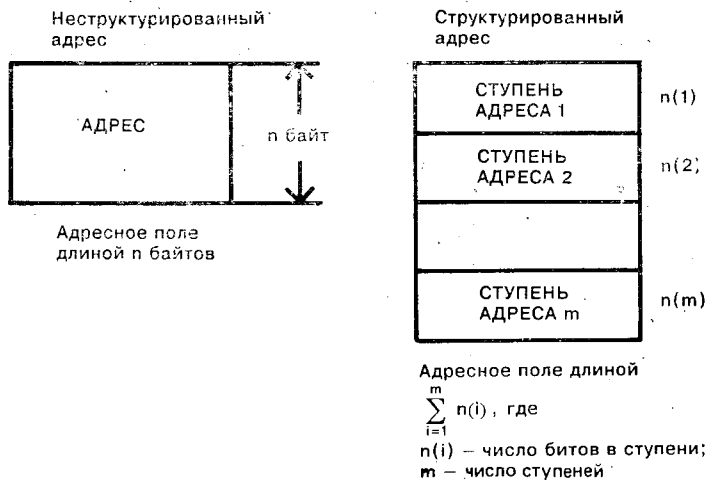 Неструктурированный
адрес
АДРЕС
n байт
Адресное поле
длиной n байтов
Структурированный
адрес
СТУПЕНЬ
АДРЕСА 1
n(1)
СТУПЕНЬ
АДРЕСА 2
n(2)
СТУПЕНЬ
АДРЕСА m
n(m)
Адресное поле длиной
m
∑ n(i), где
i=1
n(i) – число битов в ступени;
m – число ступеней